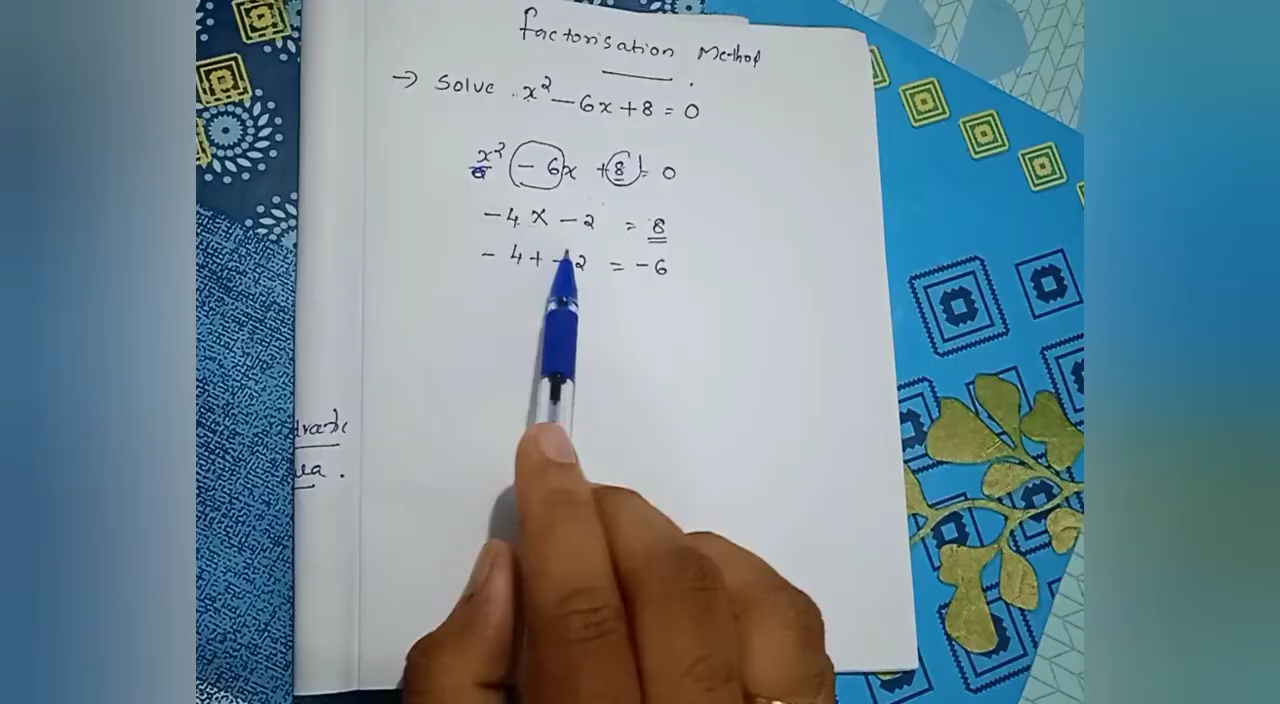 factorisation Method
→ Solve x² - 6x + 8 = 0
x² - 6x + 8 = 0
-4 x -2 = 8
-4 + -2 = -6